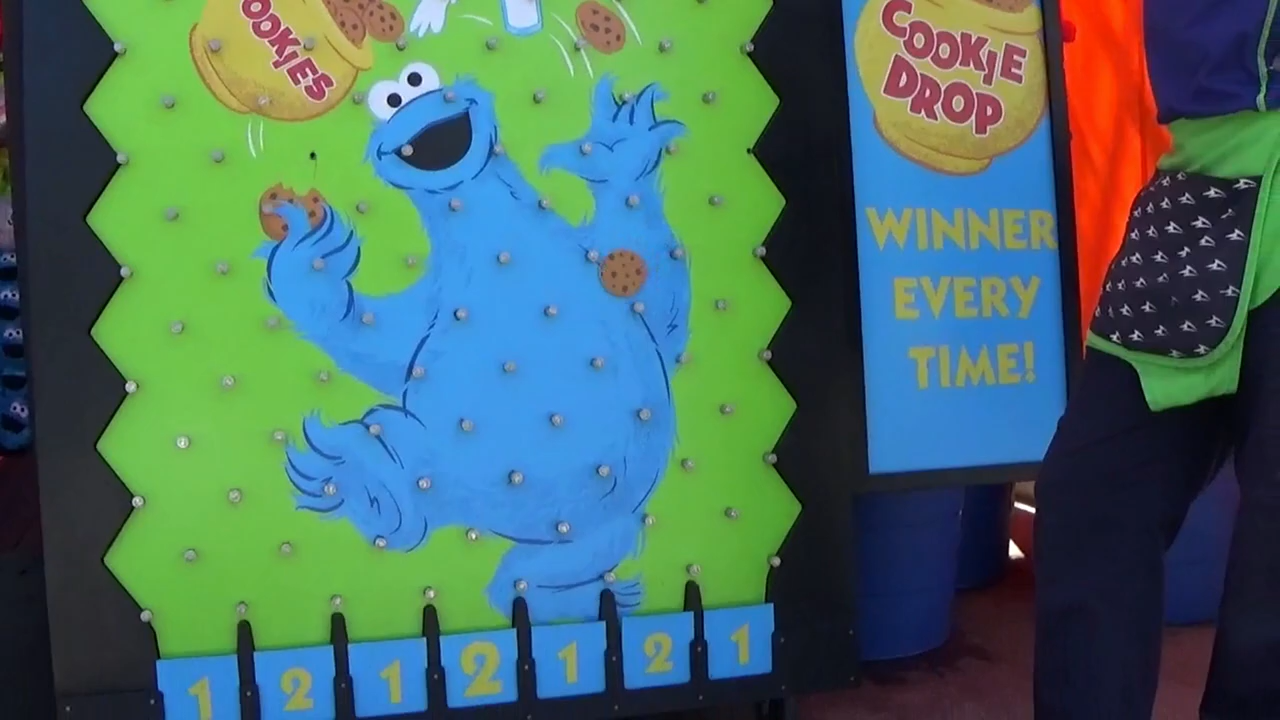 COOKIES
COOKIE
DROP
WINNER
EVERY
TIME!
1 2 1 2 1 2 1